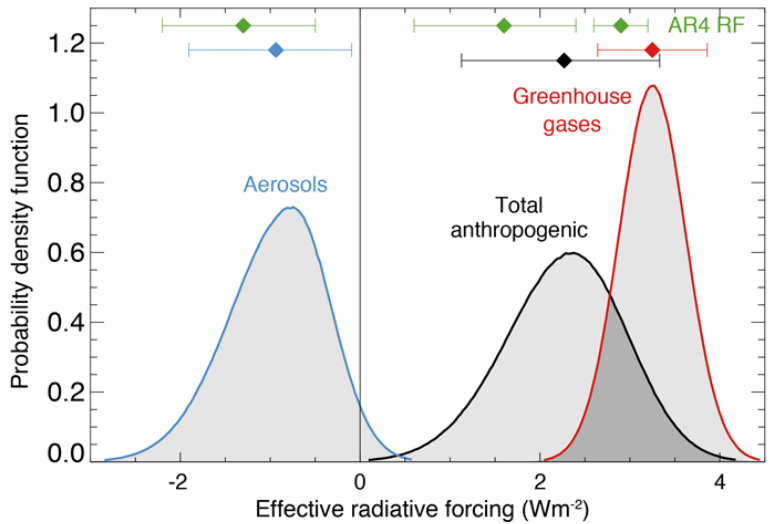 AR4 RF
Greenhouse
gases
Aerosols
Total
anthropogenic
Probability density function
1.2
1.0
0.8
0.6
0.4
0.2
0.0
-2
0
2
4
Effective radiative forcing (Wm-2)